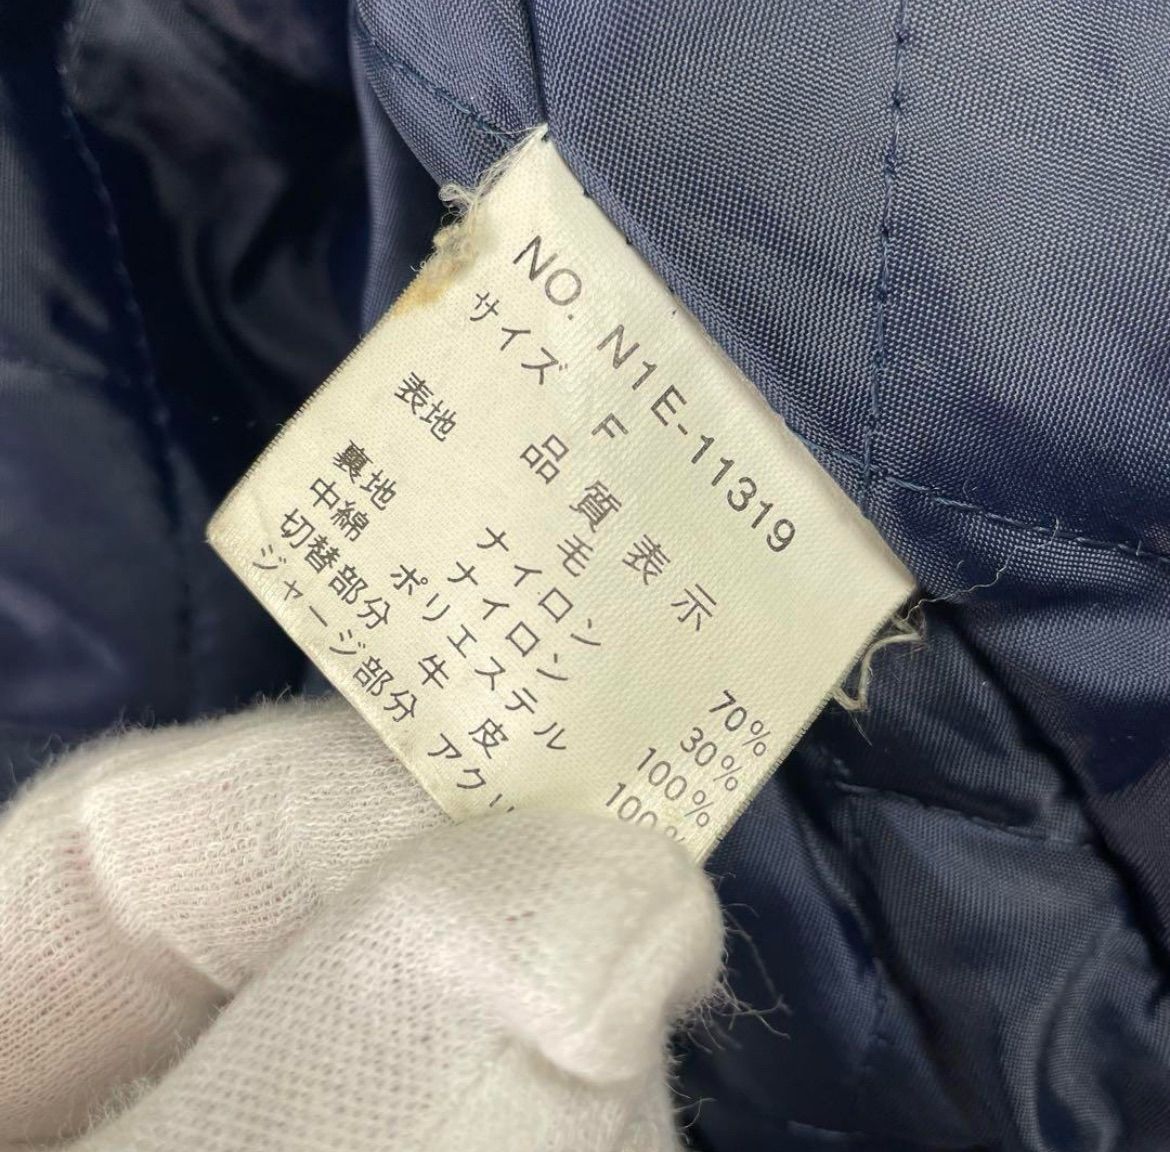 NO. N1E-11319
サイズ F
品質表示
表地 毛 70%
ナイロン 30%
裏地 ナイロン 100%
中綿 ポリエステル 100%
切替部分 牛皮
ジャージ部分 アクリ